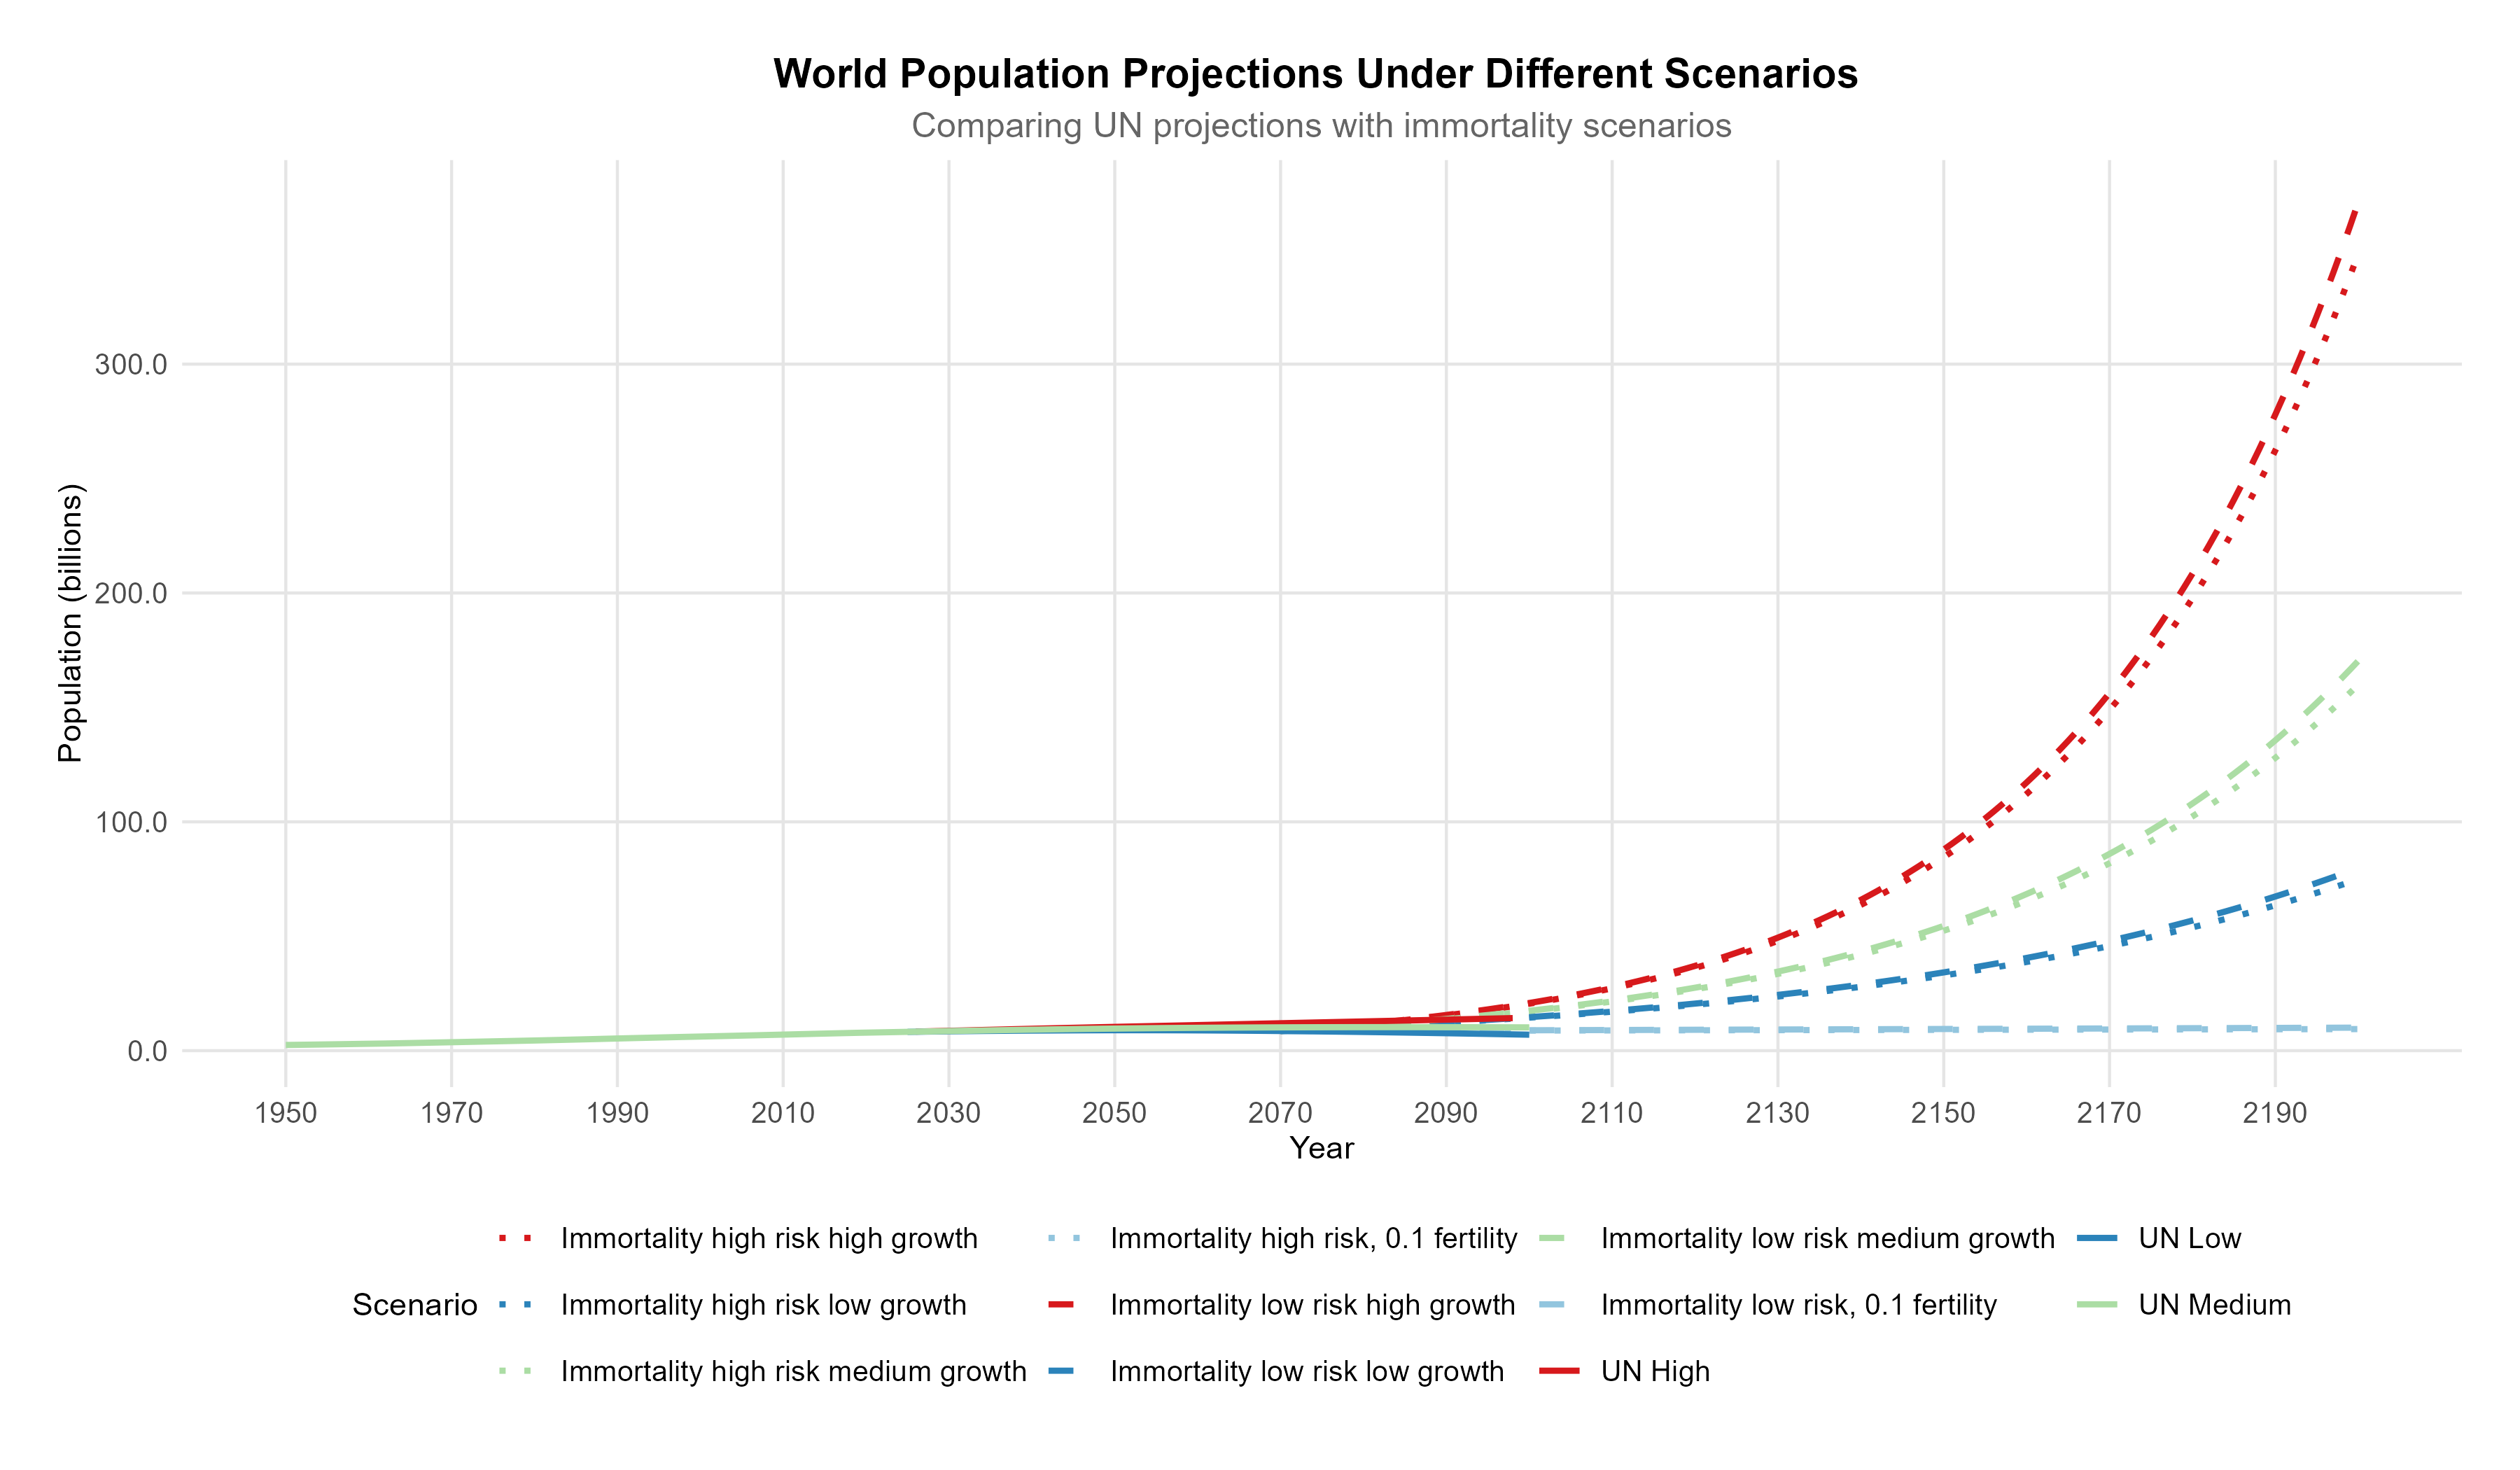 World Population Projections Under Different Scenarios
Comparing UN projections with immortality scenarios
Population (billions)
300.0
200.0
100.0
0.0
1950 1970 1990 2010 2030 2050 2070 2090 2110 2130 2150 2170 2190
Year
Scenario
Immortality high risk high growth
Immortality high risk low growth
Immortality high risk medium growth
Immortality high risk, 0.1 fertility
Immortality low risk high growth
Immortality low risk low growth
Immortality low risk medium growth
Immortality low risk, 0.1 fertility
UN High
UN Low
UN Medium